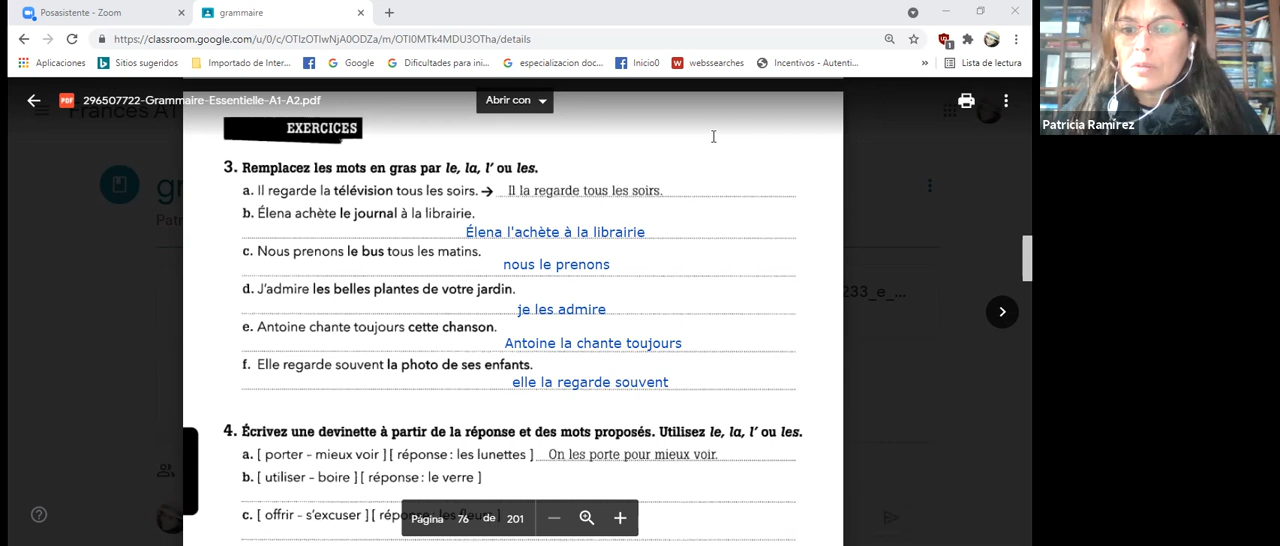 Posasistente - Zoom
grammaire
https://classroom.google.com/u/0/c/OTIzOTIwNjA0ODZa/m/OTI0MTk4MDU3OTha/details
Aplicaciones Sitios sugeridos Importado de Inter... Google Dificultades para ini... especializacion doc... Inicio0 webssearches Incentivos - Autenti... » Lista de lectura
PDF 296507722-Grammaire-Essentielle-A1-A2.pdf Abrir con
Patricia Ramírez
EXERCICES
3. Remplacez les mots en gras par le, la, l' ou les.
a. Il regarde la télévision tous les soirs. → Il la regarde tous les soirs.
b. Élena achète le journal à la librairie.
Élena l'achète à la librairie
c. Nous prenons le bus tous les matins.
nous le prenons
d. J'admire les belles plantes de votre jardin.
je les admire
e. Antoine chante toujours cette chanson.
Antoine la chante toujours
f. Elle regarde souvent la photo de ses enfants.
elle la regarde souvent
4. Écrivez une devinette à partir de la réponse et des mots proposés. Utilisez le, la, l' ou les.
a. [ porter – mieux voir ] [ réponse : les lunettes ] On les porte pour mieux voir.
b. [ utiliser – boire ] [ réponse : le verre ]
c. [ offrir – s'excuser ] [ réponse : les fleurs ]
Página 76 de 201